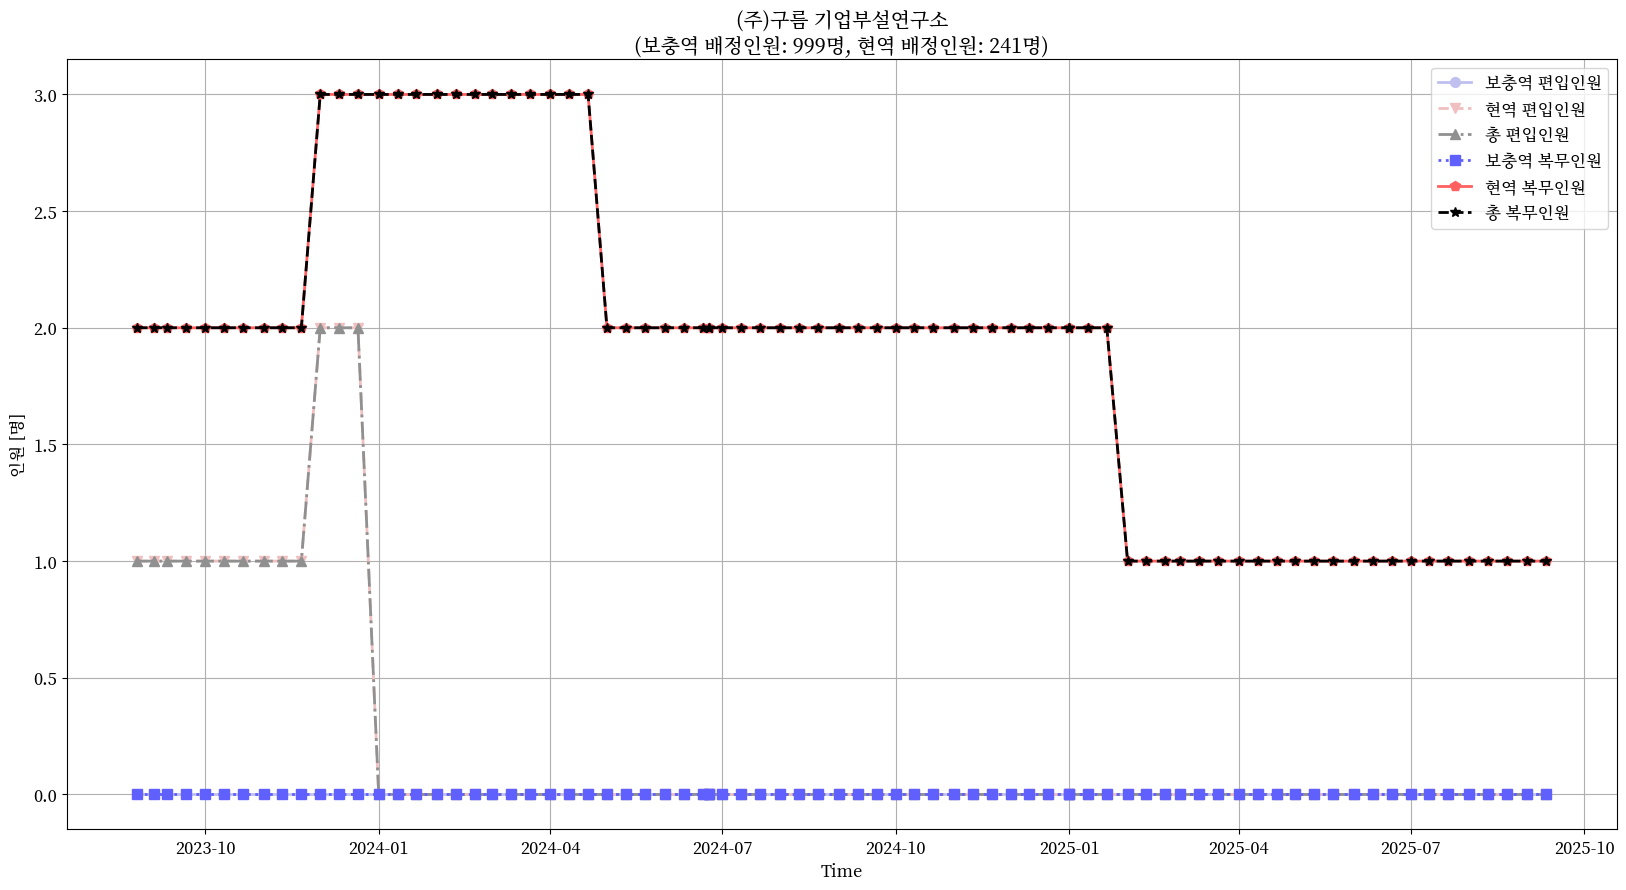 (주)구름 기업부설연구소
(보충역 배정인원: 999명, 현역 배정인원: 241명)
보충역 편입인원
현역 편입인원
총 편입인원
보충역 복무인원
현역 복무인원
총 복무인원
인원 [명]
3.0
2.5
2.0
1.5
1.0
0.5
0.0
2023-10
2024-01
2024-04
2024-07
2024-10
2025-01
2025-04
2025-07
2025-10
Time